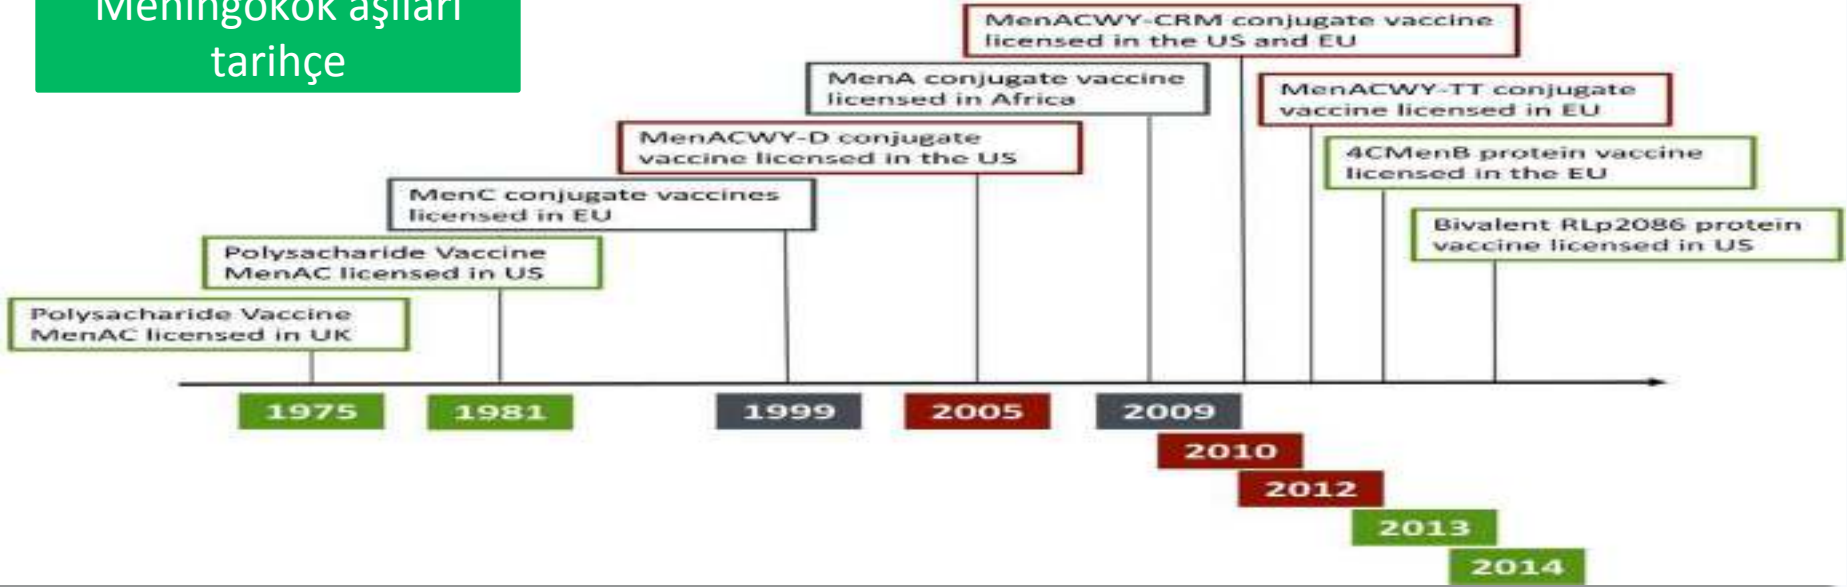 Meningokok aşıları
tarihçe
MenACWY-CRM conjugate vaccine
licensed in the US and EU
MenA conjugate vaccine
licensed in Africa
MenACWY-TT conjugate
vaccine licensed in EU
MenACWY-D conjugate
vaccine licensed in the US
4CMenB protein vaccine
licensed in the EU
MenC conjugate vaccines
licensed in EU
Bivalent RLp2086 protein
vaccine licensed in US
Polysacharide Vaccine
MenAC licensed in US
Polysacharide Vaccine
MenAC licensed in UK
1975
1981
1999
2005
2009
2010
2012
2013
2014